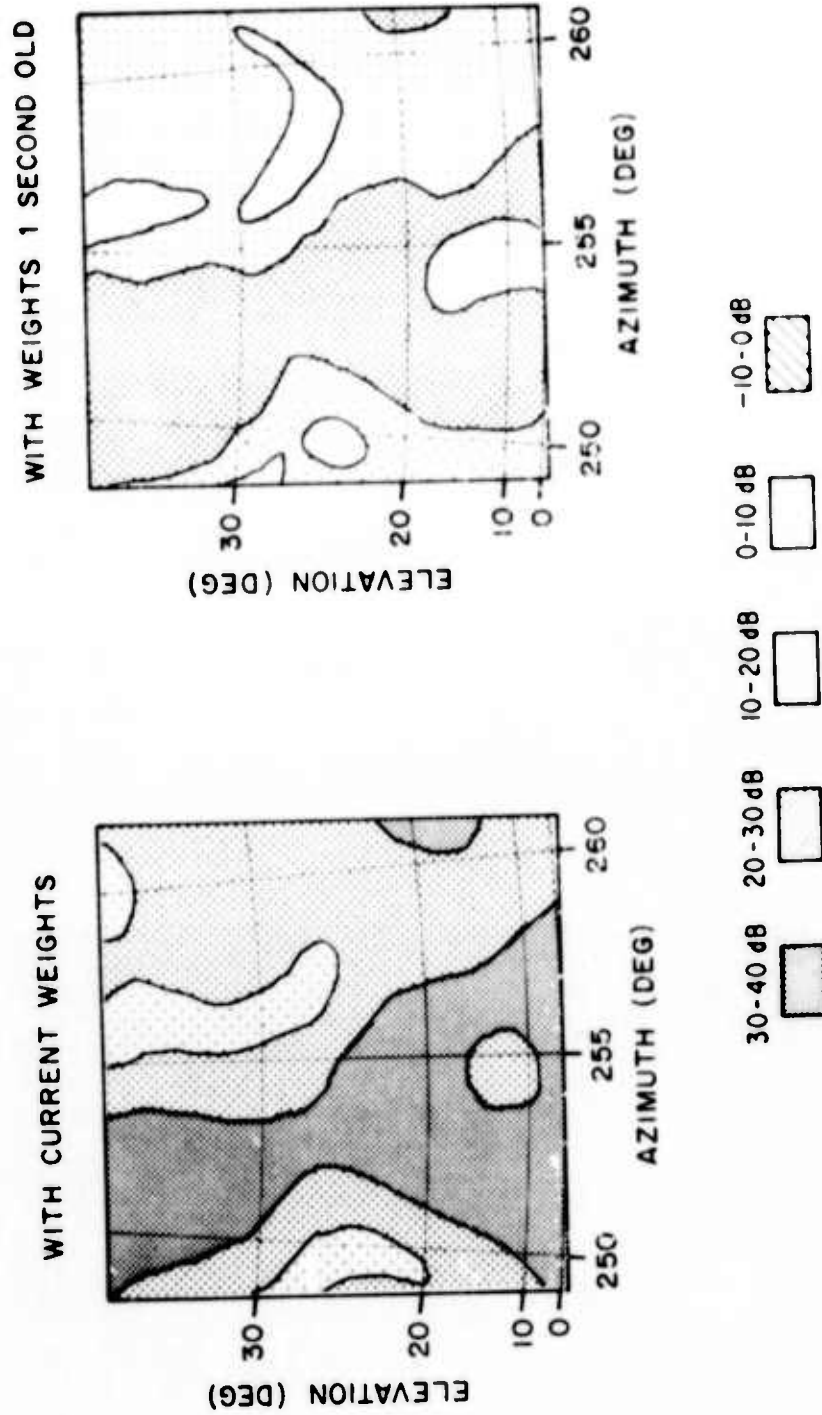 WITH CURRENT WEIGHTS
ELEVATION (DEG)
30
20
10
0
250
255
260
AZIMUTH (DEG)
WITH WEIGHTS 1 SECOND OLD
ELEVATION (DEG)
30
20
10
0
250
255
260
AZIMUTH (DEG)
30-40 dB
20-30 dB
10-20 dB
0-10 dB
-10-0 dB